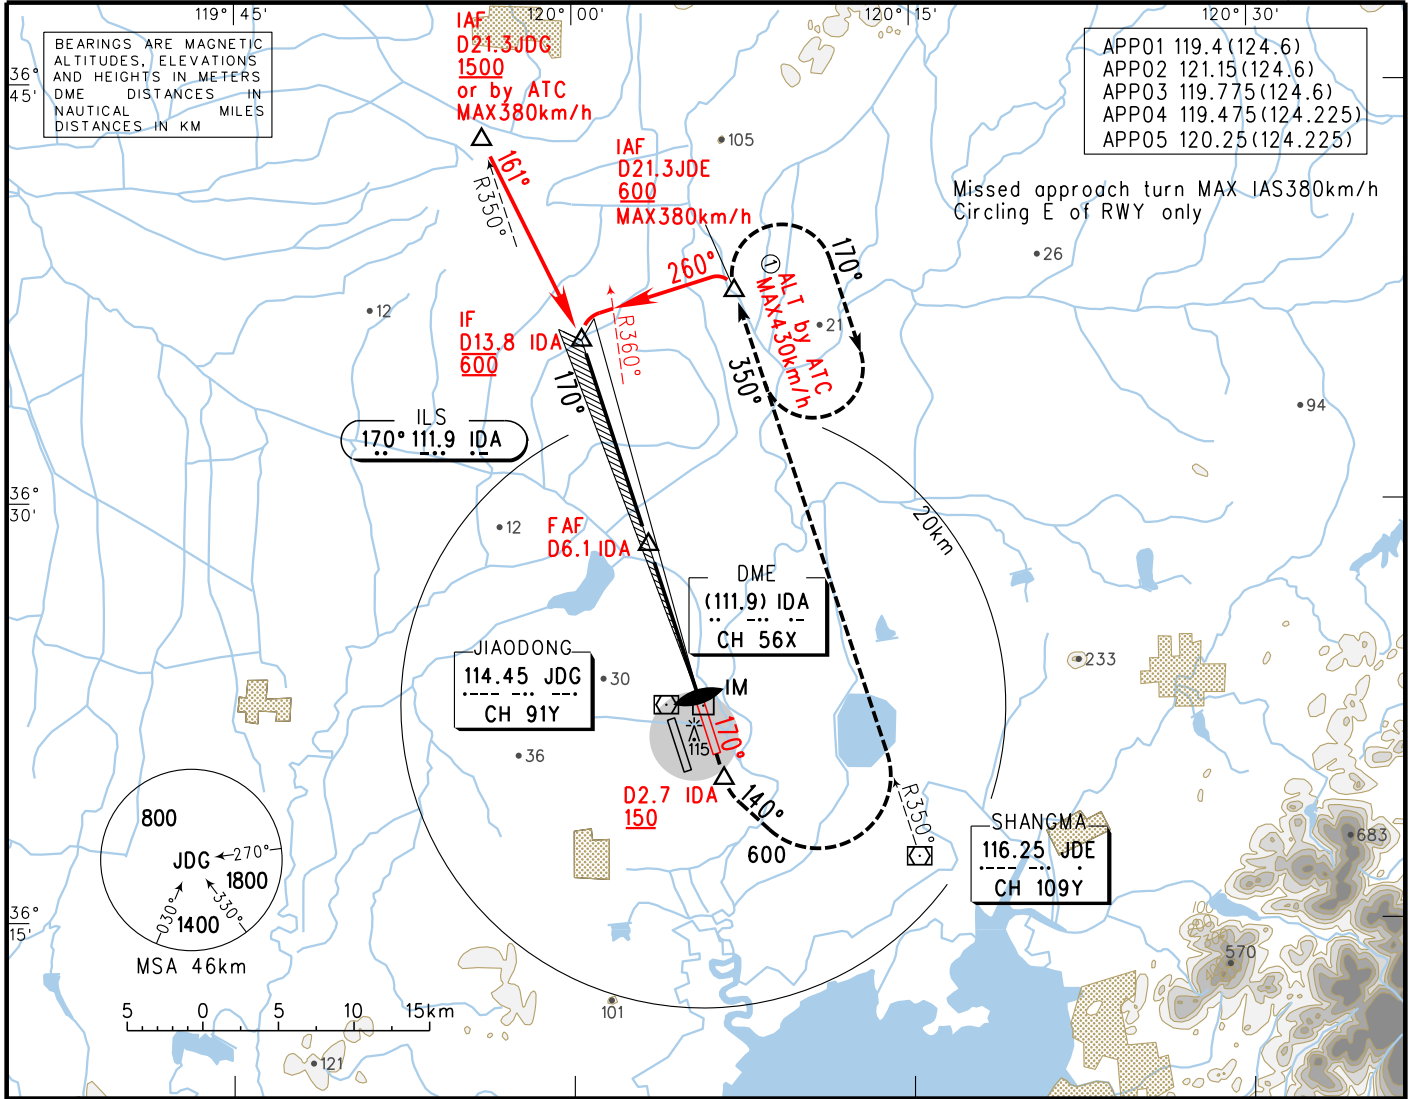 119°45'
120°00'
120°15'
120°30'
BEARINGS ARE MAGNETIC
ALTITUDES, ELEVATIONS
AND HEIGHTS IN METERS
DME DISTANCES IN
NAUTICAL MILES
DISTANCES IN KM
IAF
D21.3JDG
1500
or by ATC
MAX380km/h
APP01 119.4(124.6)
APP02 121.15(124.6)
APP03 119.775(124.6)
APP04 119.475(124.225)
APP05 120.25(124.225)
36°
45'
105
IAF
D21.3JDE
600
MAX380km/h
Missed approach turn MAX IAS380km/h
Circling E of RWY only
161°
R350°
26
170°
260°
①
ALT by ATC
MAX430km/h
12
21
R360°
IF
D13.8 IDA
600
350°
170°
94
ILS
170° 111.9 IDA
36°
30'
12
20km
FAF
D6.1 IDA
DME
(111.9) IDA
CH 56X
JIAODONG
114.45 JDG
CH 91Y
30
IM
233
36
115
170°
D2.7 IDA
150
140°
R350°
600
SHANGMA
116.25 JDE
CH 109Y
683
800
JDG
270°
1800
030°
330°
1400
MSA 46km
36°
15'
570
5 0 5 10 15km
101
121